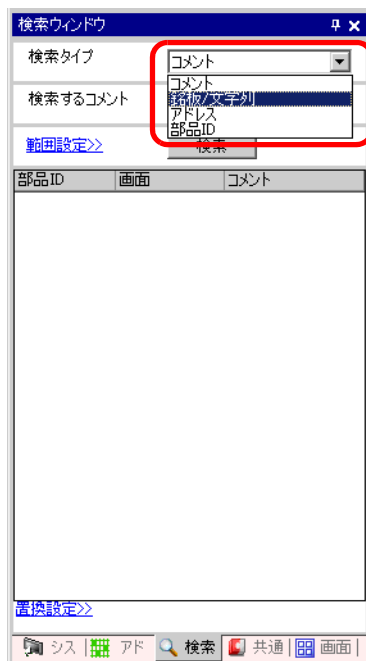 検索ウィンドウ
検索タイプ
コメント
コメント
銘板/文字列
アドレス
部品ID
検索するコメント
範囲設定>>
検索
部品ID 画面 コメント
置換設定>>
シス アド 検索 共通 画面